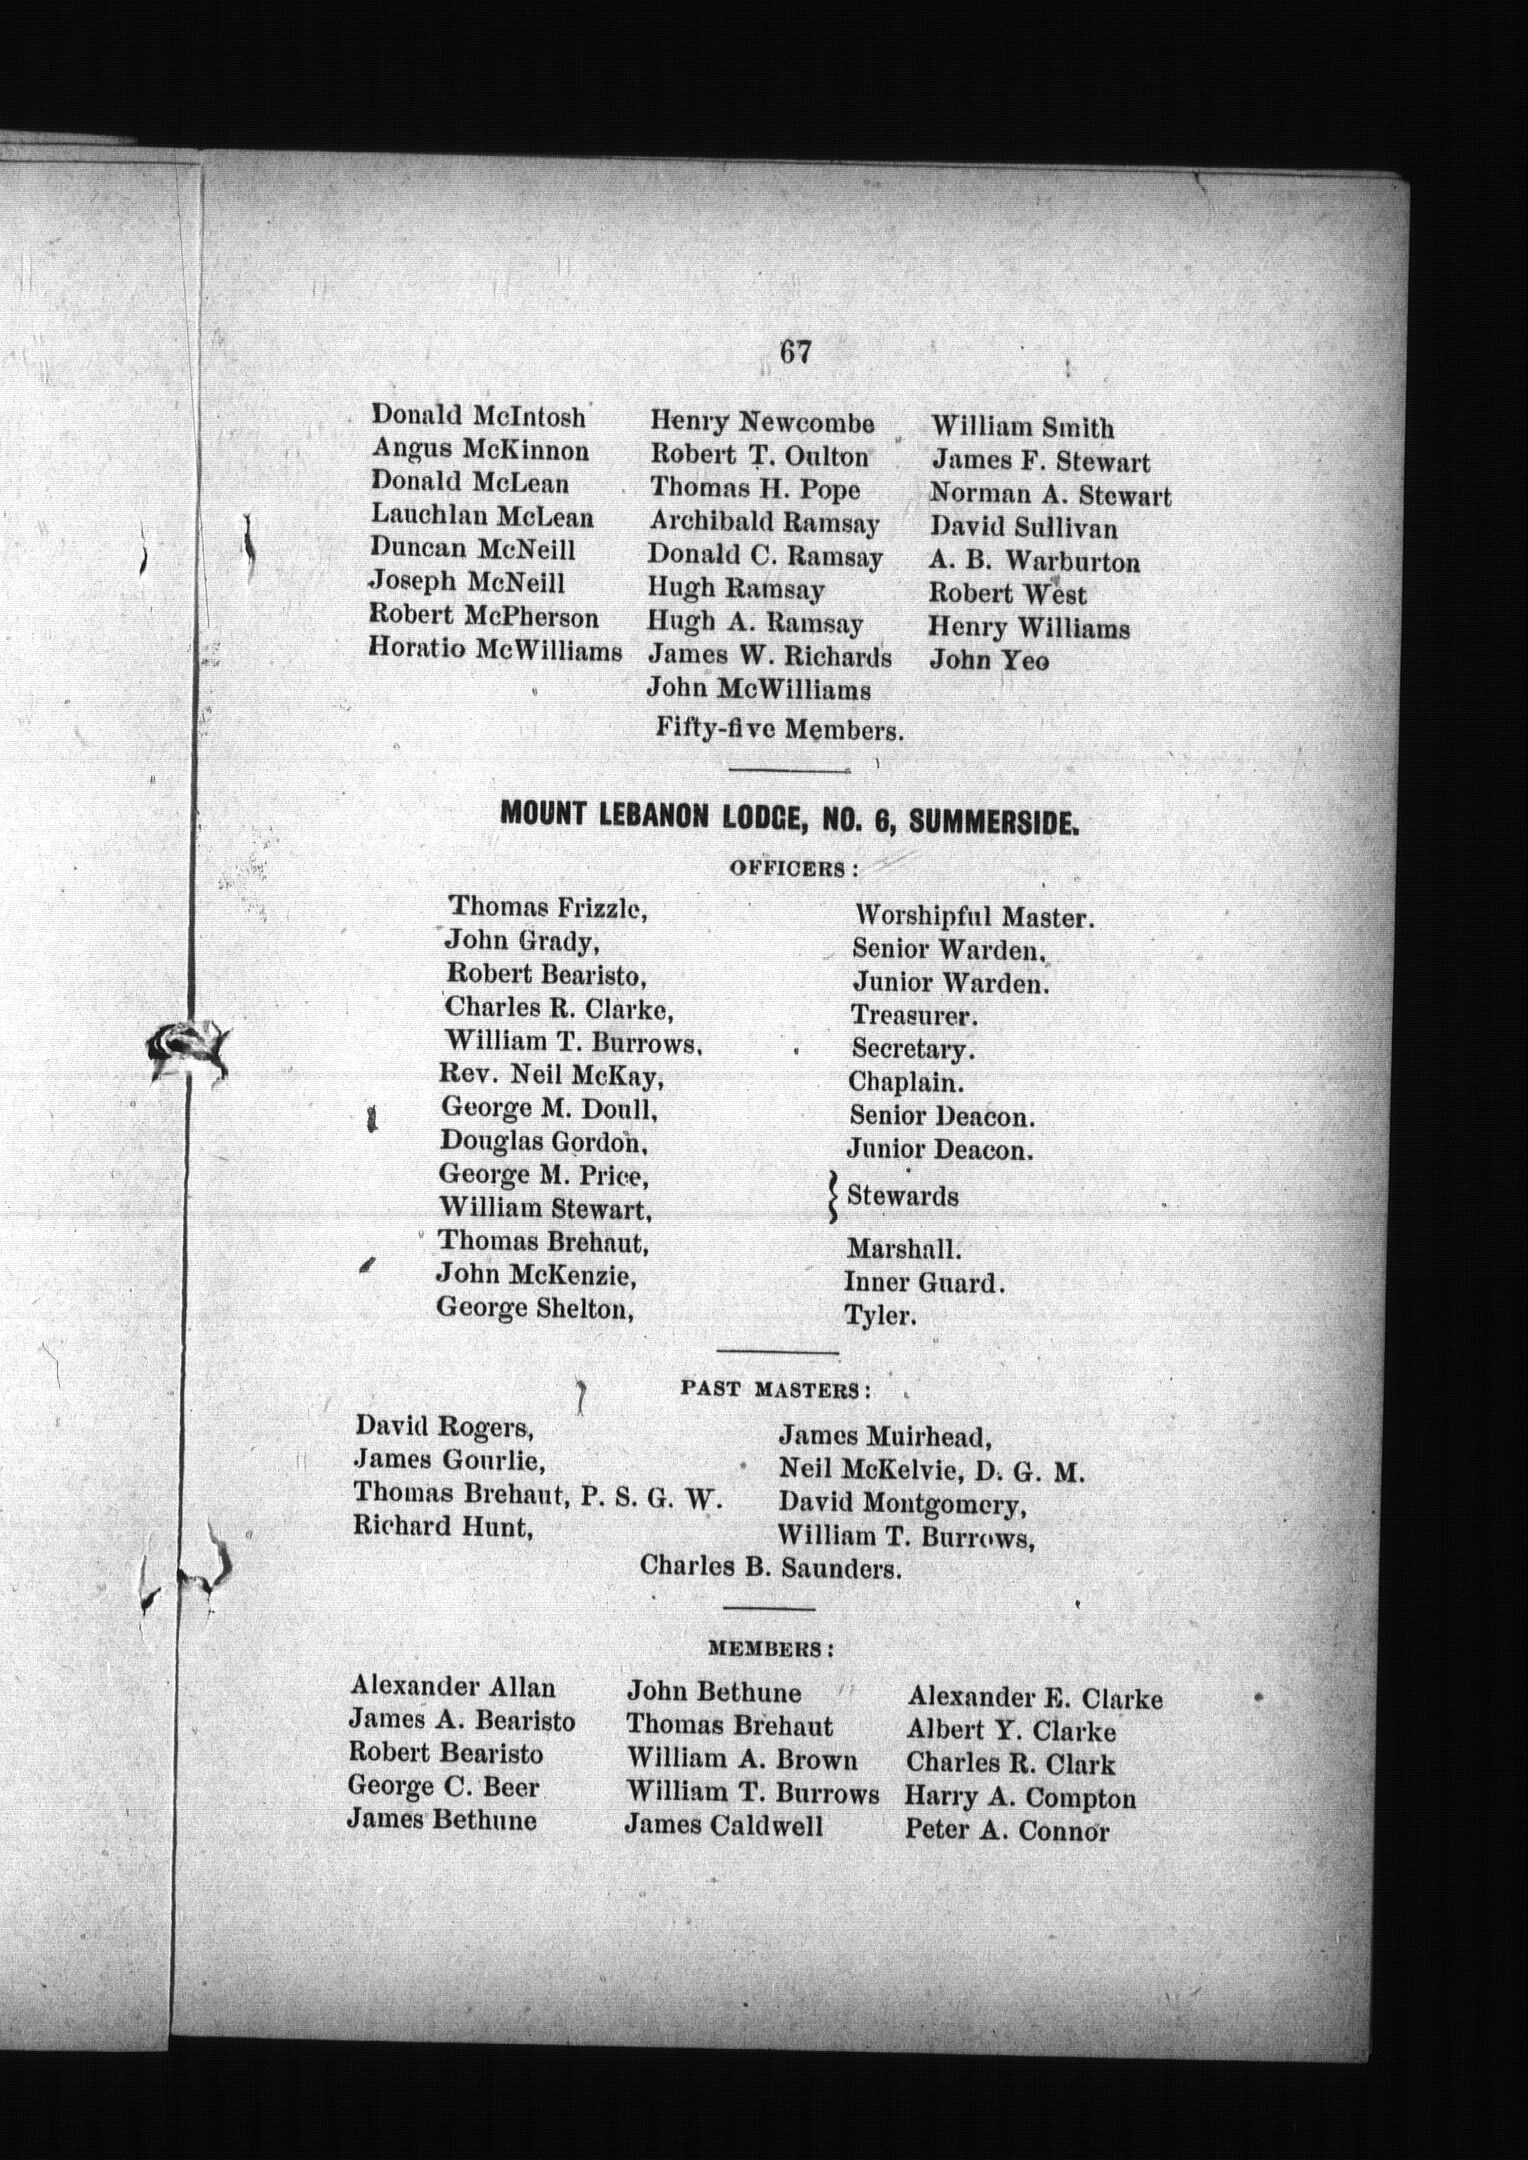 67
Donald McIntosh Henry Newcombe William Smith
Angus McKinnon Robert T. Oulton James F. Stewart
Donald McLean Thomas H. Pope Norman A. Stewart
Lauchlan McLean Archibald Ramsay David Sullivan
Duncan McNeill Donald C. Ramsay A. B. Warburton
Joseph McNeill Hugh Ramsay Robert West
Robert McPherson Hugh A. Ramsay Henry Williams
Horatio McWilliams James W. Richards John Yeo
John McWilliams
Fifty-five Members.
MOUNT LEBANON LODGE, NO. 6, SUMMERSIDE.
OFFICERS:
Thomas Frizzle, Worshipful Master.
John Grady, Senior Warden.
Robert Bearisto, Junior Warden.
Charles R. Clarke, Treasurer.
William T. Burrows, Secretary.
Rev. Neil McKay, Chaplain.
George M. Doull, Senior Deacon.
Douglas Gordon, Junior Deacon.
George M. Price,
} Stewards
William Stewart,
Thomas Brehaut, Marshall.
John McKenzie, Inner Guard.
George Shelton, Tyler.
PAST MASTERS:
David Rogers, James Muirhead,
James Gourlie, Neil McKelvie, D. G. M.
Thomas Brehaut, P. S. G. W. David Montgomery,
Richard Hunt, William T. Burrows,
Charles B. Saunders.
MEMBERS:
Alexander Allan John Bethune Alexander E. Clarke
James A. Bearisto Thomas Brehaut Albert Y. Clarke
Robert Bearisto William A. Brown Charles R. Clark
George C. Beer William T. Burrows Harry A. Compton
James Bethune James Caldwell Peter A. Connor